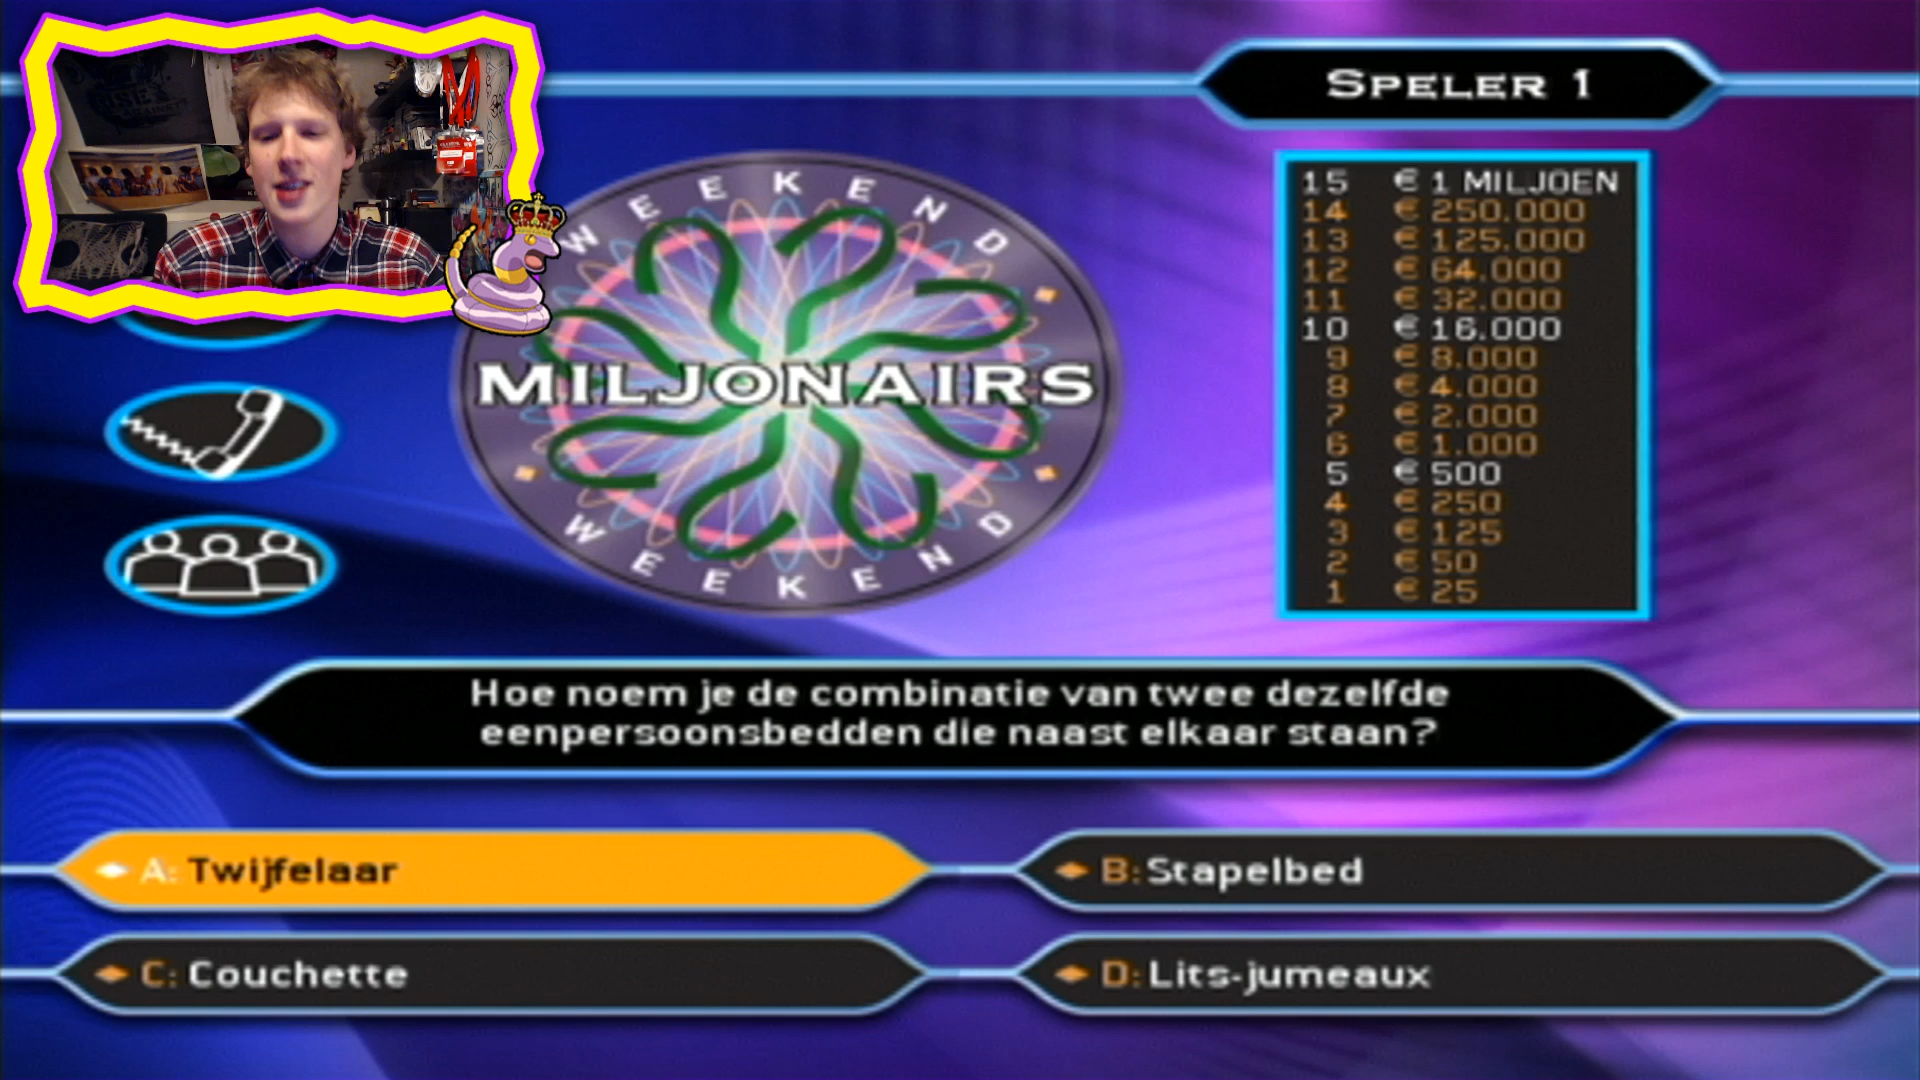 SPELER 1
WEEKEND
MILJONAIRS
WEEKEND
15 € 1 MILJOEN
14 € 250.000
13 € 125.000
12 € 64.000
11 € 32.000
10 € 16.000
9 € 8.000
8 € 4.000
7 € 2.000
6 € 1.000
5 € 500
4 € 250
3 € 125
2 € 50
1 € 25
Hoe noem je de combinatie van twee dezelfde
eenpersoonsbedden die naast elkaar staan?
A: Twijfelaar
B: Stapelbed
C: Couchette
D: Lits-jumeaux